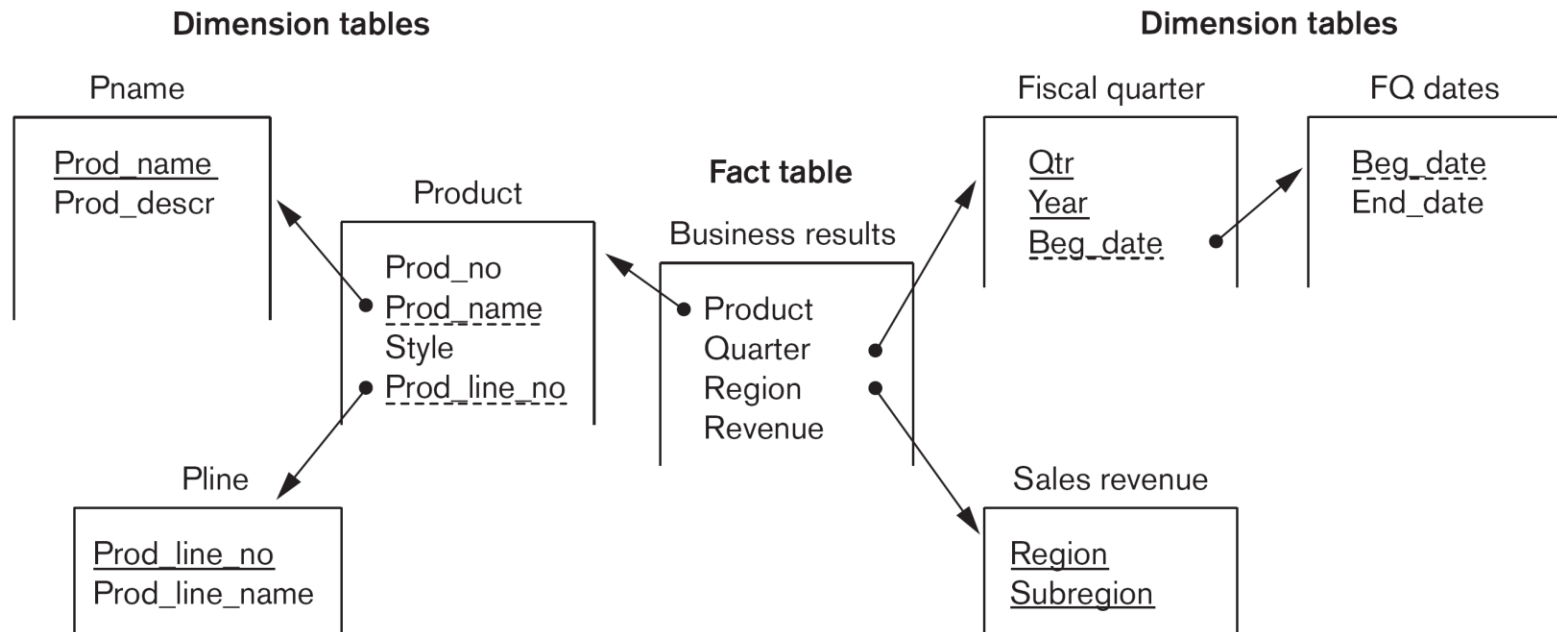 Dimension tables
Dimension tables
Pname
Prod_name
Prod_descr
Product
Prod_no
Prod_name
Style
Prod_line_no
Pline
Prod_line_no
Prod_line_name
Fact table
Business results
Product
Quarter
Region
Revenue
Fiscal quarter
Qtr
Year
Beg_date
FQ dates
Beg_date
End_date
Sales revenue
Region
Subregion